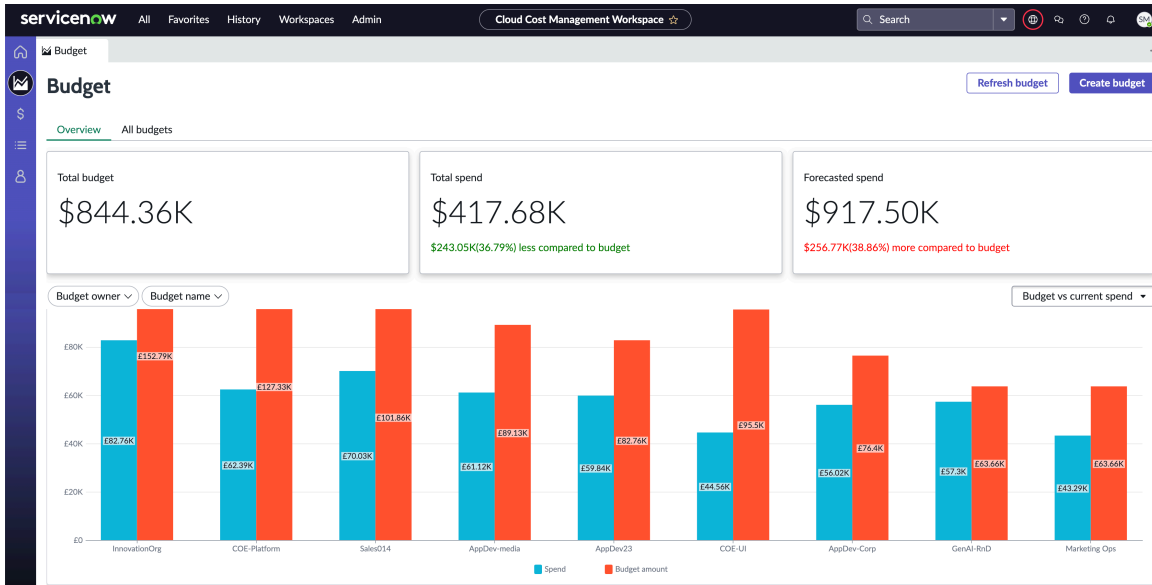 servicenow All Favorites History Workspaces Admin Cloud Cost Management Workspace Search SM
Budget
Budget Refresh budget Create budget
Overview All budgets
Total budget Total spend Forecasted spend
$844.36K $417.68K $917.50K
$243.05K(36.79%) less compared to budget $256.77K(38.86%) more compared to budget
Budget owner Budget name Budget vs current spend
£80K
£60K
£40K
£20K
£0
£82.76K £152.79K
£62.39K £127.33K
£70.03K £101.86K
£61.12K £89.13K
£59.84K £82.76K
£44.56K £95.5K
£56.02K £76.4K
£57.3K £63.66K
£43.29K £63.66K
InnovationOrg COE-Platform Sales014 AppDev-media AppDev23 COE-UI AppDev-Corp GenAI-RnD Marketing Ops
Spend Budget amount